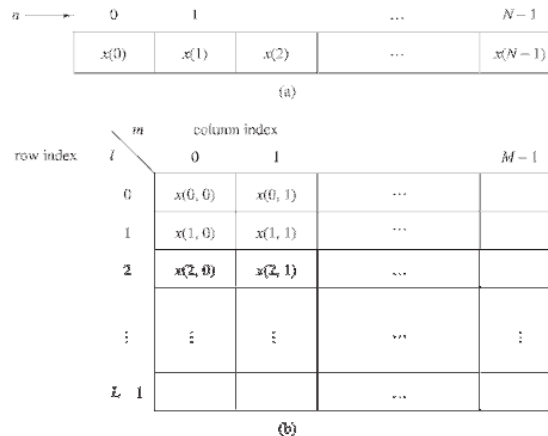 n 0 1 ... N−1
x(0) x(1) x(2) ... x(N−1)
(a)
m column index
row index l 0 1 M−1
0 x(0, 0) x(0, 1) ...
1 x(1, 0) x(1, 1) ...
2 x(2, 0) x(2, 1) ...
⋮ ⋮ ⋮ ... ⋮
L 1 ...
(b)